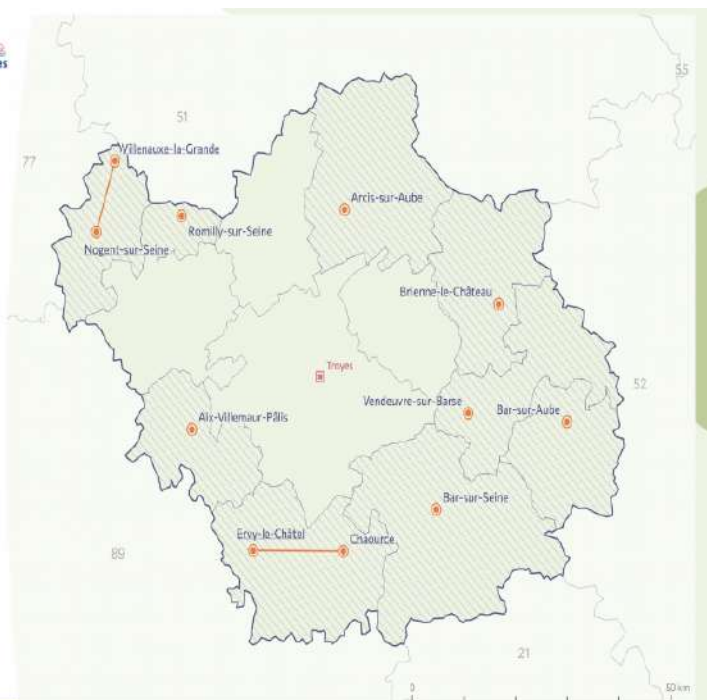 es
55
51
77
Villenauxe-la-Grande
Arcis-sur-Aube
Romilly-sur-Seine
Nogent-sur-Seine
Brienne-le-Château
Troyes
52
Vendeuvre-sur-Barse
Bar-sur-Aube
Aix-Villemaur-Pâlis
Bar-sur-Seine
Ervy-le-Châtel
Chaource
89
21
0
50 km